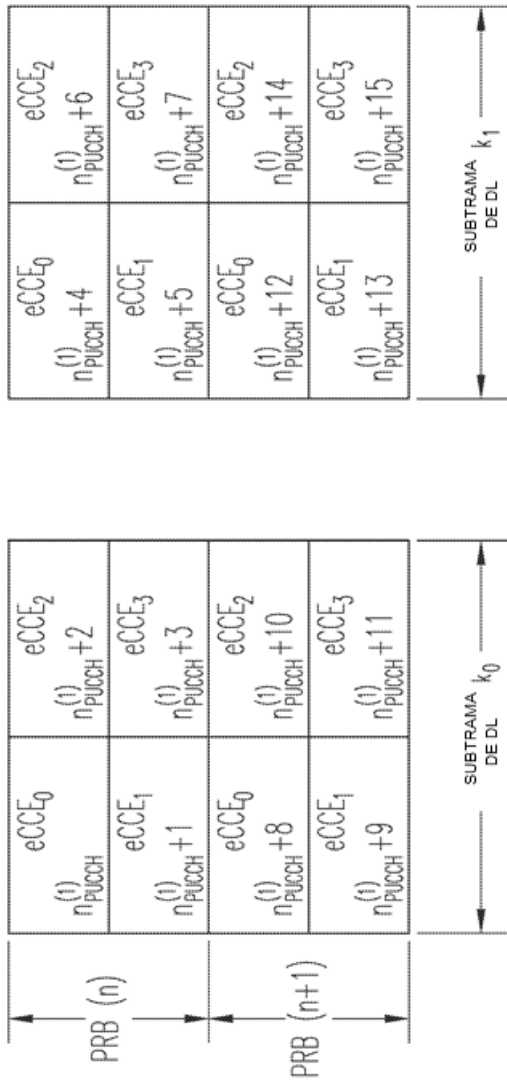 PRB (n)
PRB (n+1)
eCCE₀
n⁽¹⁾PUCCH
eCCE₂
n⁽¹⁾PUCCH +2
eCCE₁
n⁽¹⁾PUCCH +1
eCCE₃
n⁽¹⁾PUCCH +3
eCCE₀
n⁽¹⁾PUCCH +8
eCCE₂
n⁽¹⁾PUCCH +10
eCCE₁
n⁽¹⁾PUCCH +9
eCCE₃
n⁽¹⁾PUCCH +11
SUBTRAMA
DE DL k₀
eCCE₀
n⁽¹⁾PUCCH +4
eCCE₂
n⁽¹⁾PUCCH +6
eCCE₁
n⁽¹⁾PUCCH +5
eCCE₃
n⁽¹⁾PUCCH +7
eCCE₀
n⁽¹⁾PUCCH +12
eCCE₂
n⁽¹⁾PUCCH +14
eCCE₁
n⁽¹⁾PUCCH +13
eCCE₃
n⁽¹⁾PUCCH +15
SUBTRAMA
DE DL k₁